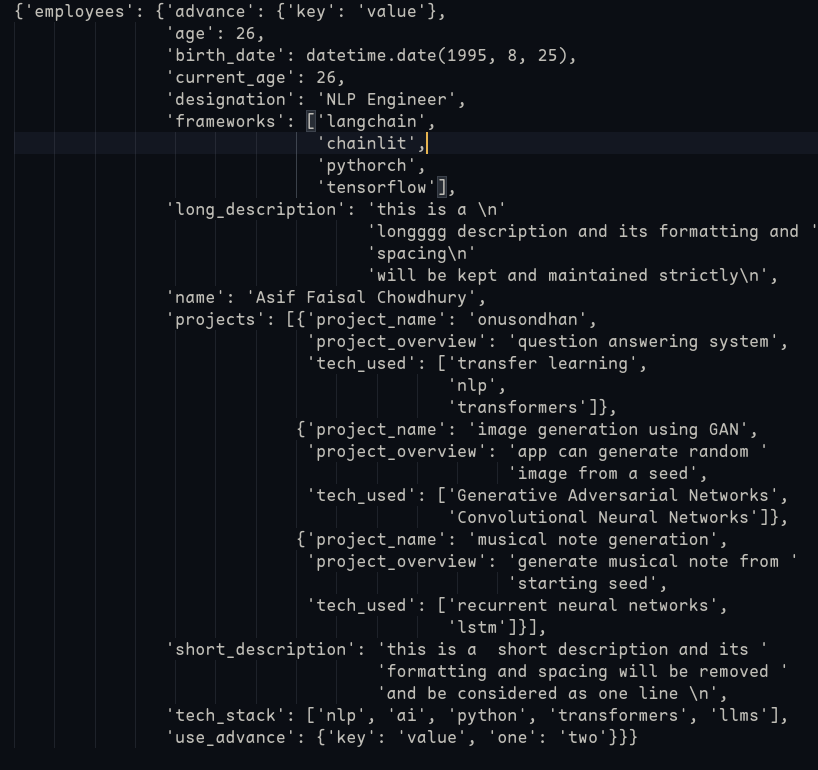 {'employees': {'advance': {'key': 'value'},
'age': 26,
'birth_date': datetime.date(1995, 8, 25),
'current_age': 26,
'designation': 'NLP Engineer',
'frameworks': ['langchain',
'chainlit',
'pythorch',
'tensorflow'],
'long_description': 'this is a \n'
'longggg description and its formatting and '
'spacing\n'
'will be kept and maintained strictly\n',
'name': 'Asif Faisal Chowdhury',
'projects': [{'project_name': 'onusondhan',
'project_overview': 'question answering system',
'tech_used': ['transfer learning',
'nlp',
'transformers']},
{'project_name': 'image generation using GAN',
'project_overview': 'app can generate random '
'image from a seed',
'tech_used': ['Generative Adversarial Networks',
'Convolutional Neural Networks']},
{'project_name': 'musical note generation',
'project_overview': 'generate musical note from '
'starting seed',
'tech_used': ['recurrent neural networks',
'lstm']}],
'short_description': 'this is a  short description and its '
'formatting and spacing will be removed '
'and be considered as one line \n',
'tech_stack': ['nlp', 'ai', 'python', 'transformers', 'llms'],
'use_advance': {'key': 'value', 'one': 'two'}}}